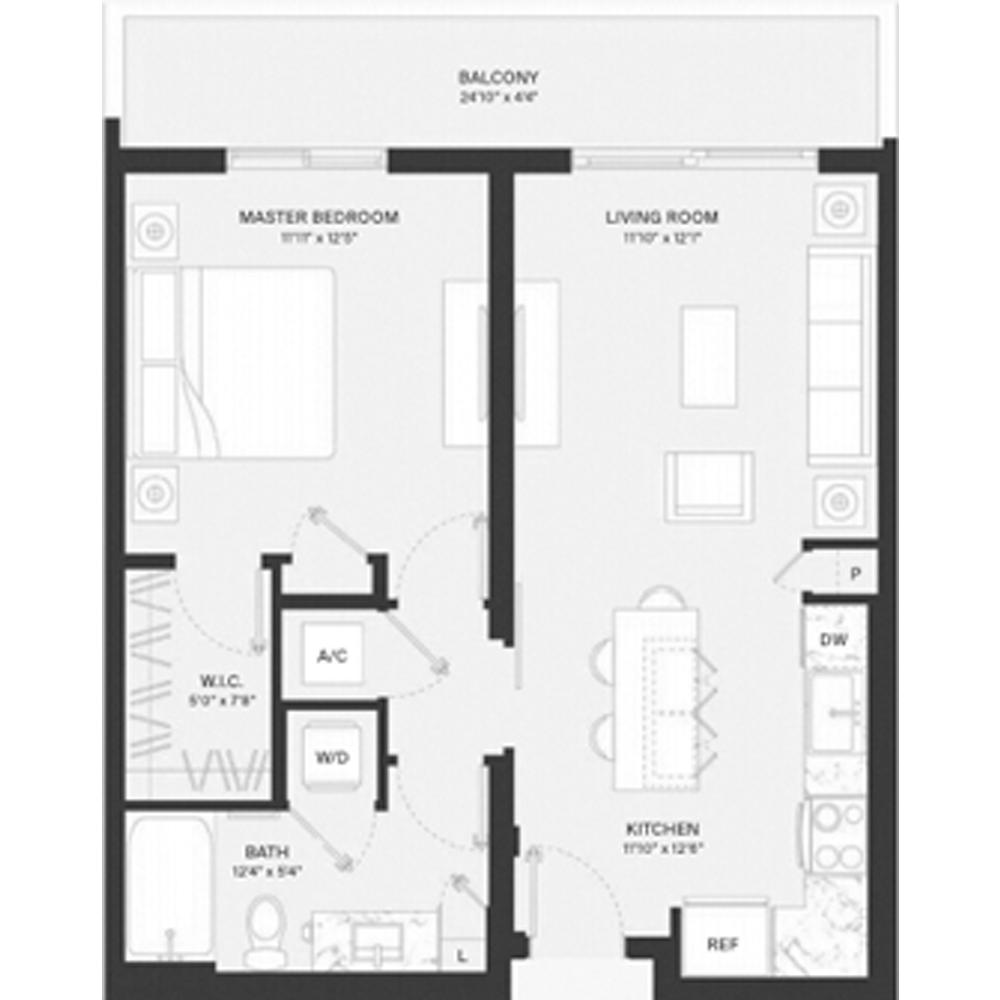 BALCONY
24'10" x 4'4"
MASTER BEDROOM
11'11" x 12'5"
LIVING ROOM
11'10" x 12'1"
P
DW
A/C
W.I.C.
5'0" x 7'8"
W/D
KITCHEN
11'10" x 12'6"
BATH
12'4" x 5'4"
REF
L